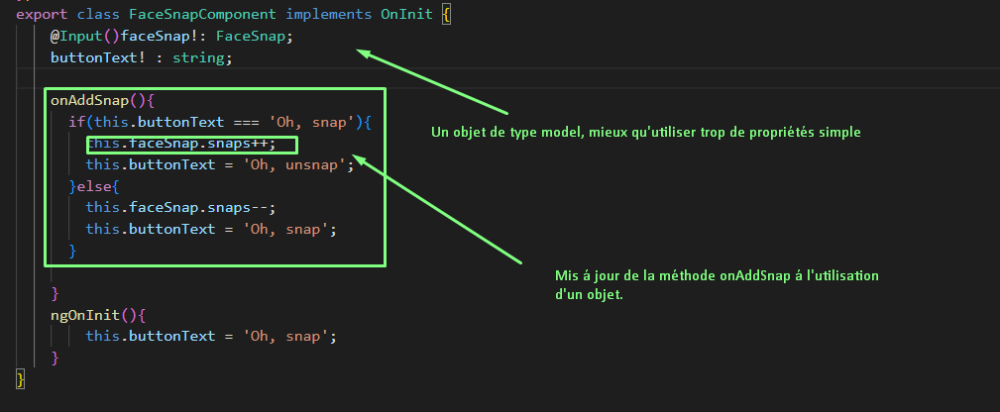 export class FaceSnapComponent implements OnInit {
@Input()faceSnap!: FaceSnap;
buttonText! : string;
onAddSnap(){
if(this.buttonText === 'Oh, snap'){
Un objet de type model, mieux qu'utiliser trop de propriétés simple
this.faceSnap.snaps++;
this.buttonText = 'Oh, unsnap';
}else{
this.faceSnap.snaps--;
this.buttonText = 'Oh, snap';
}
Mis á jour de la méthode onAddSnap á l'utilisation
d'un objet.
}
ngOnInit(){
this.buttonText = 'Oh, snap';
}
}